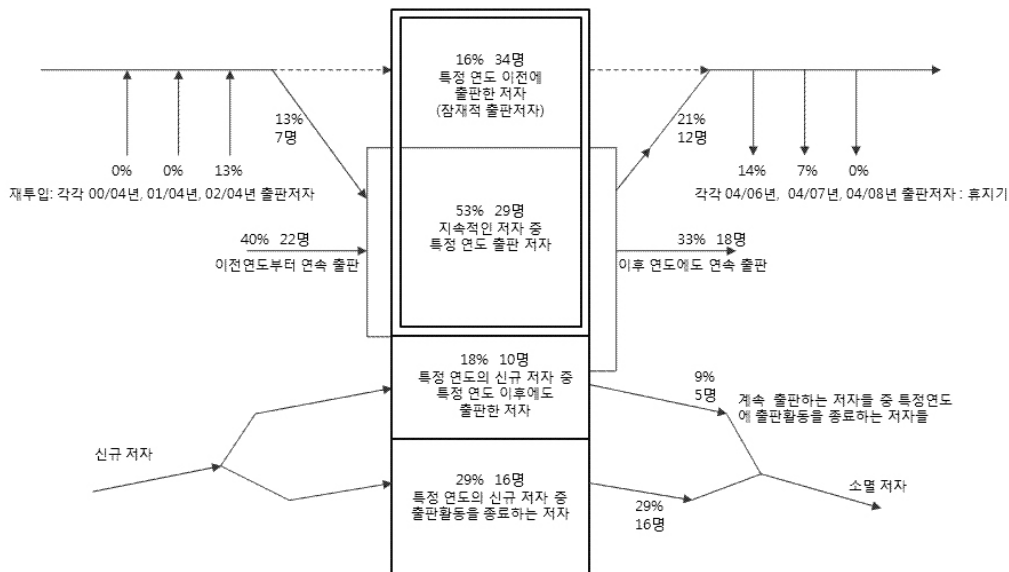 16% 34명
특정 연도 이전에
출판한 저자
(잠재적 출판저자)
13%
7명
21%
12명
0% 0% 13%
재투입: 각각 00/04년, 01/04년, 02/04년 출판저자
14% 7% 0%
각각 04/06년, 04/07년, 04/08년 출판저자 : 휴지기
53% 29명
지속적인 저자 중
특정 연도 출판 저자
40% 22명
이전연도부터 연속 출판
33% 18명
이후 연도에도 연속 출판
18% 10명
특정 연도의 신규 저자 중
특정 연도 이후에도
출판한 저자
9%
5명
계속 출판하는 저자들 중 특정연도
에 출판활동을 종료하는 저자들
신규 저자
29% 16명
특정 연도의 신규 저자 중
출판활동을 종료하는 저자
29%
16명
소멸 저자